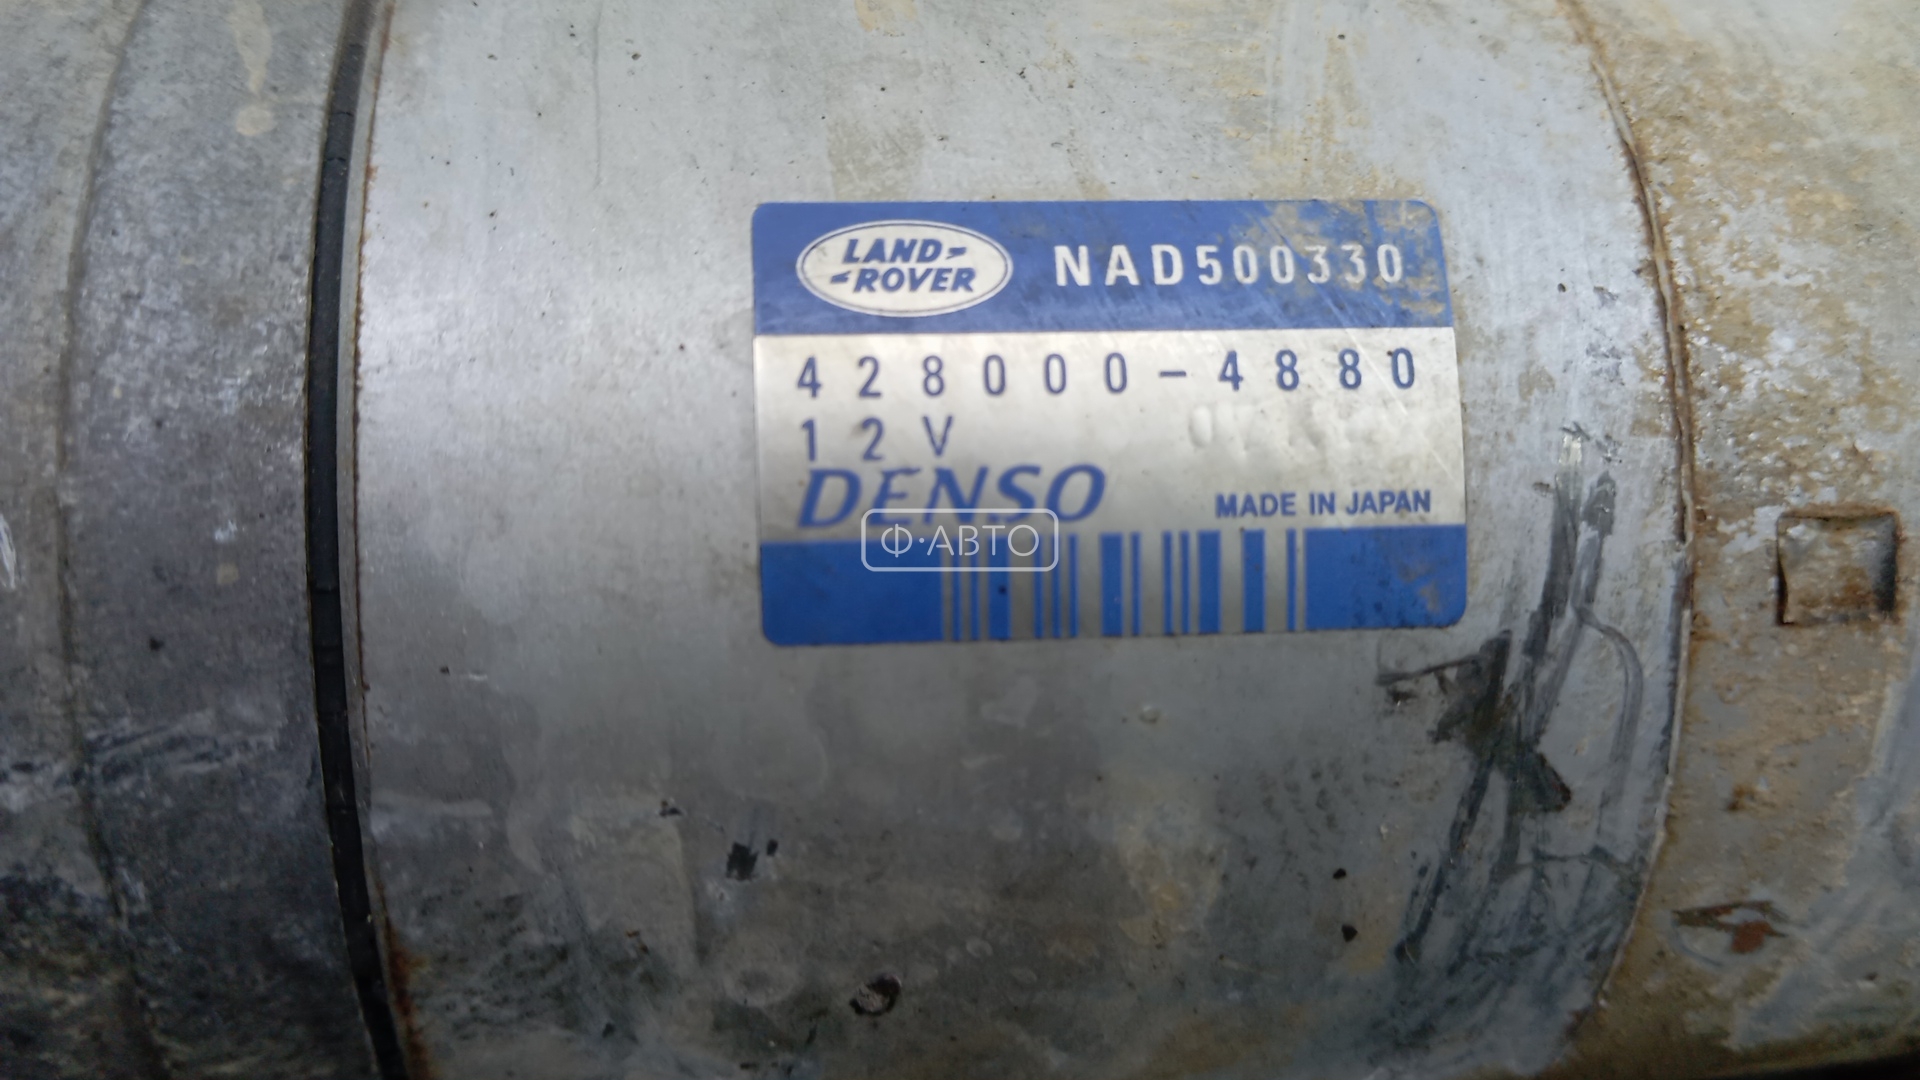 LAND-
-ROVER
NAD500330
428000-4880
12V
DENSO
MADE IN JAPAN
Ф·АВТО